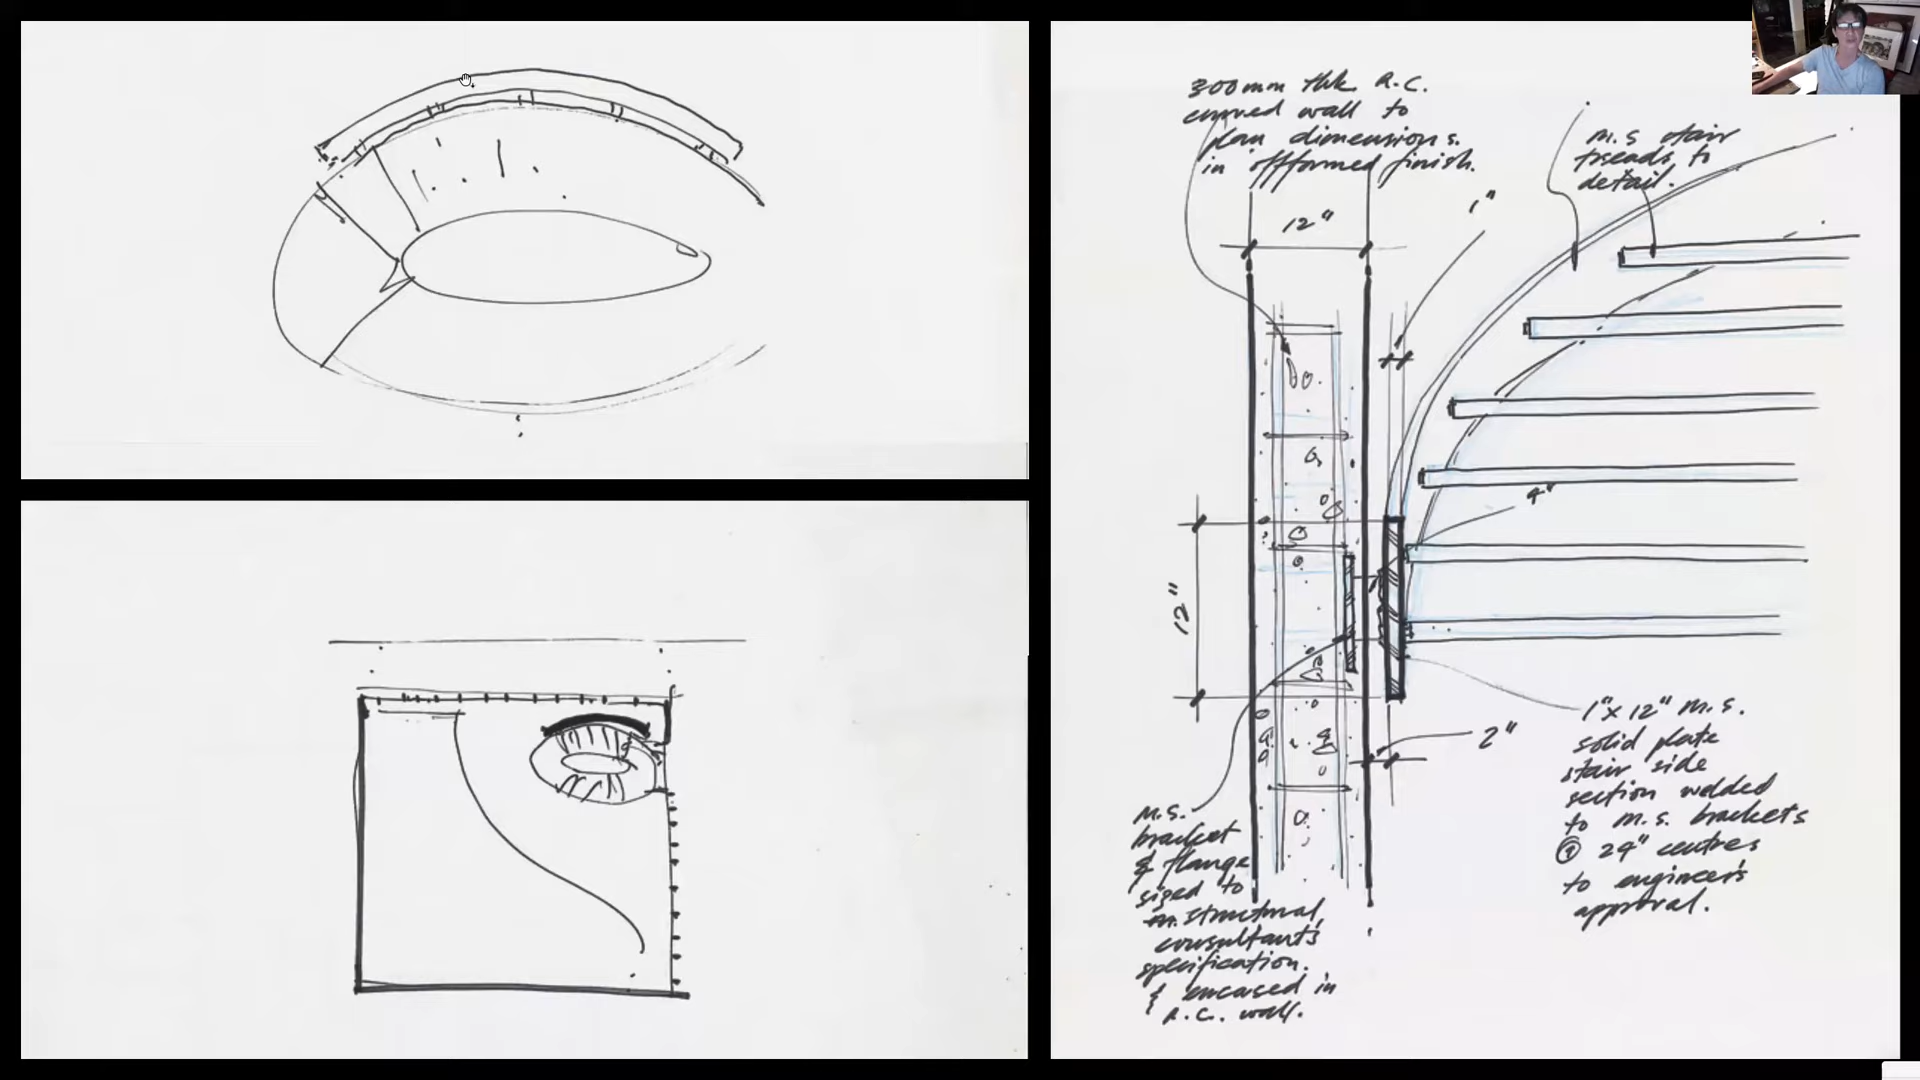 300mm thk R.C.
curved wall to
plan dimensions.
in offformed finish.
12"
1"
M.S stair
treads to
detail.
4"
12"
2"
1"x 12" M.S.
solid plate
stair side
section welded
to m.s. brackets
@ 24" centres
to engineer's
approval.
M.S.
bracket
& flange
sized to
structural
consultant's
specification.
& encased in
R.C. wall.